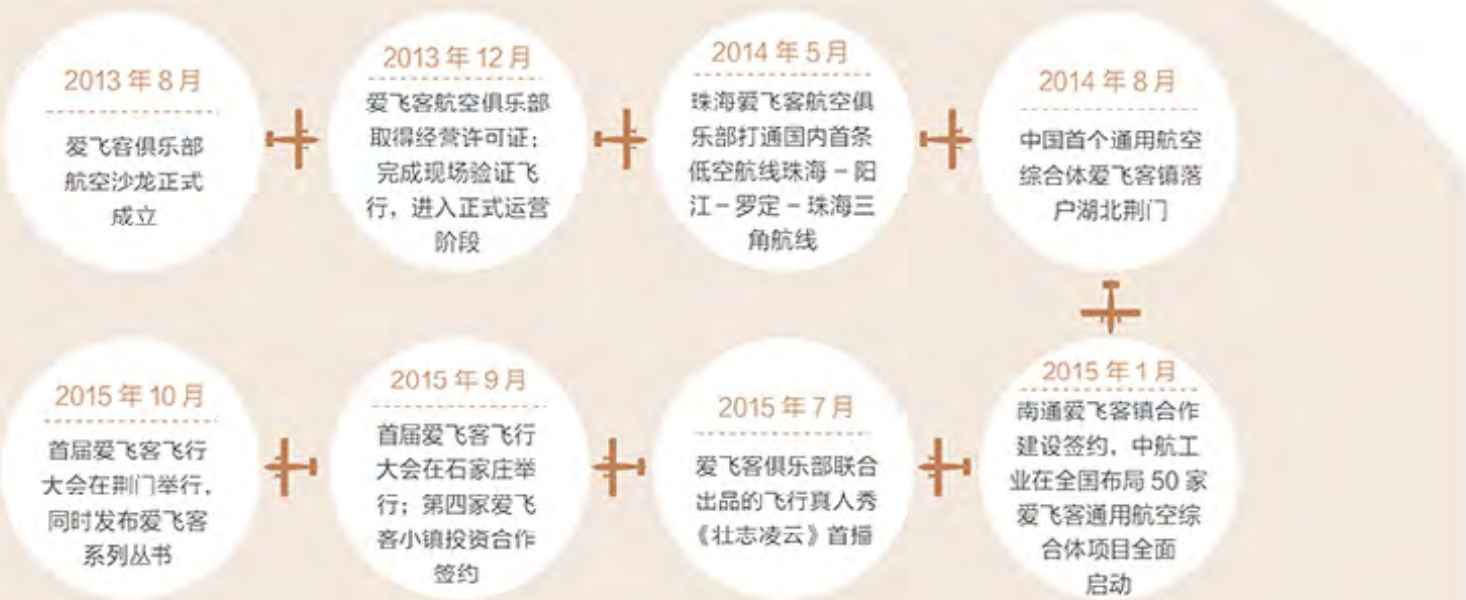 2013 年 8 月
爱飞客俱乐部
航空沙龙正式
成立
2013 年 12 月
爱飞客航空俱乐部
取得经营许可证；
完成现场验证飞
行，进入正式运营
阶段
2014 年 5 月
珠海爱飞客航空俱
乐部打通国内首条
低空航线珠海 – 阳
江 – 罗定 – 珠海三
角航线
2014 年 8 月
中国首个通用航空
综合体爱飞客镇落
户湖北荆门
2015 年 1 月
南通爱飞客镇合作
建设签约，中航工
业在全国布局 50 家
爱飞客通用航空综
合体项目全面
启动
2015 年 7 月
爱飞客俱乐部联合
出品的飞行真人秀
《壮志凌云》首播
2015 年 9 月
首届爱飞客飞行
大会在石家庄举
行；第四家爱飞
客小镇投资合作
签约
2015 年 10 月
首届爱飞客飞行
大会在荆门举行，
同时发布爱飞客
系列丛书